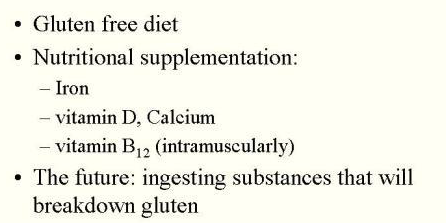 • Gluten free diet
• Nutritional supplementation:
– Iron
– vitamin D, Calcium
– vitamin B₁₂ (intramuscularly)
• The future: ingesting substances that will
breakdown gluten